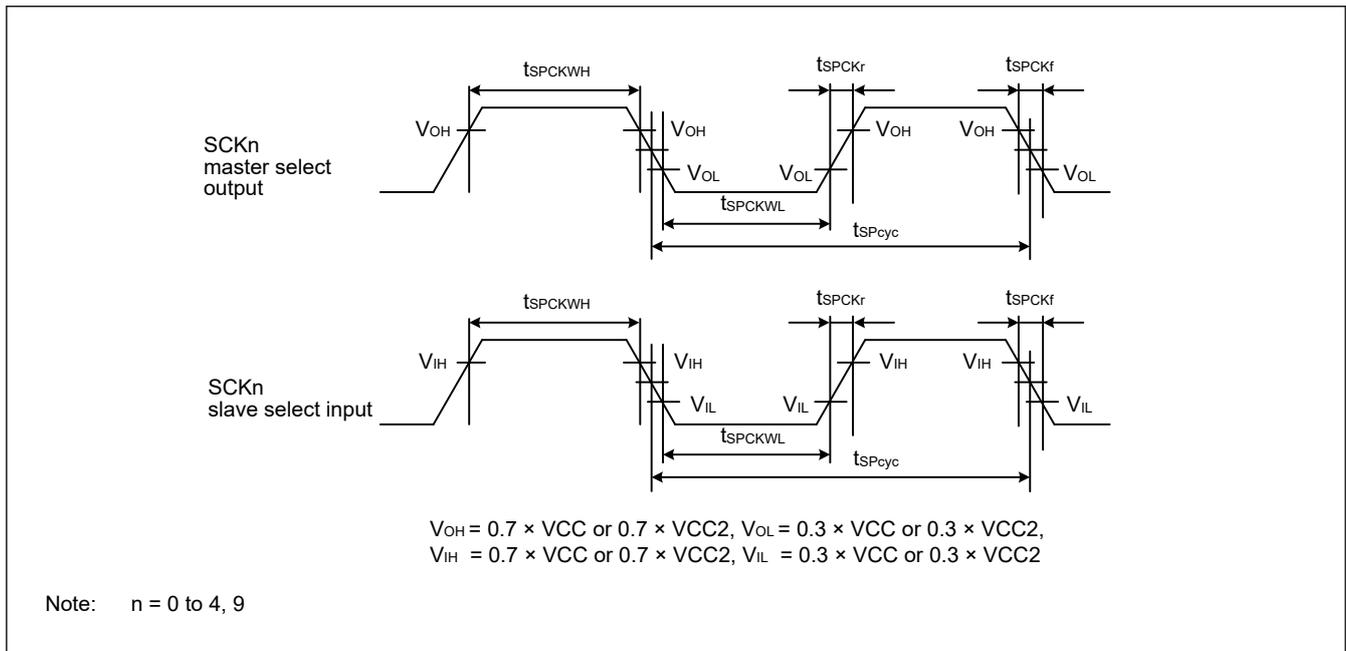 tSPCKWH
tSPCKr
tSPCKf
SCKn
master select
output
VOH
VOH
VOL
VOL
VOH
VOH
VOL
tSPCKWL
tSPcyc
tSPCKWH
tSPCKr
tSPCKf
SCKn
slave select input
VIH
VIH
VIL
VIL
VIH
VIH
VIL
tSPCKWL
tSPcyc
VOH = 0.7 × VCC or 0.7 × VCC2, VOL = 0.3 × VCC or 0.3 × VCC2,
VIH = 0.7 × VCC or 0.7 × VCC2, VIL = 0.3 × VCC or 0.3 × VCC2
Note: n = 0 to 4, 9